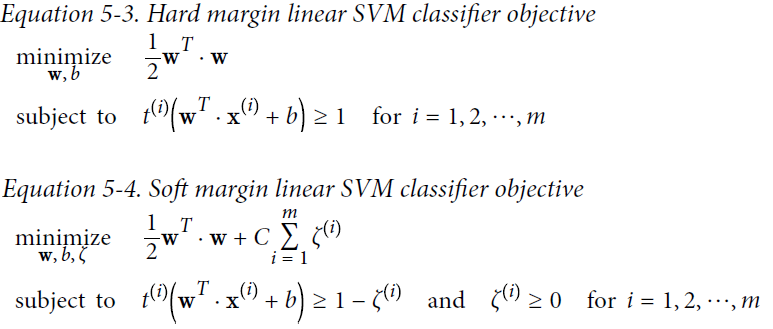 Equation 5-3. Hard margin linear SVM classifier objective
minimize w, b 1/2 w^T · w
subject to t^(i)(w^T · x^(i) + b) ≥ 1 for i = 1, 2, ⋯, m
Equation 5-4. Soft margin linear SVM classifier objective
minimize w, b, ζ 1/2 w^T · w + C ∑_{i = 1}^{m} ζ^(i)
subject to t^(i)(w^T · x^(i) + b) ≥ 1 − ζ^(i) and ζ^(i) ≥ 0 for i = 1, 2, ⋯, m